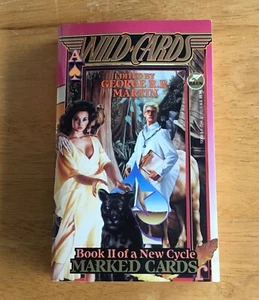 A
WILD CARDS
EDITED BY
GEORGE R.R.
MARTIN
Book II of a New Cycle
MARKED CARDS